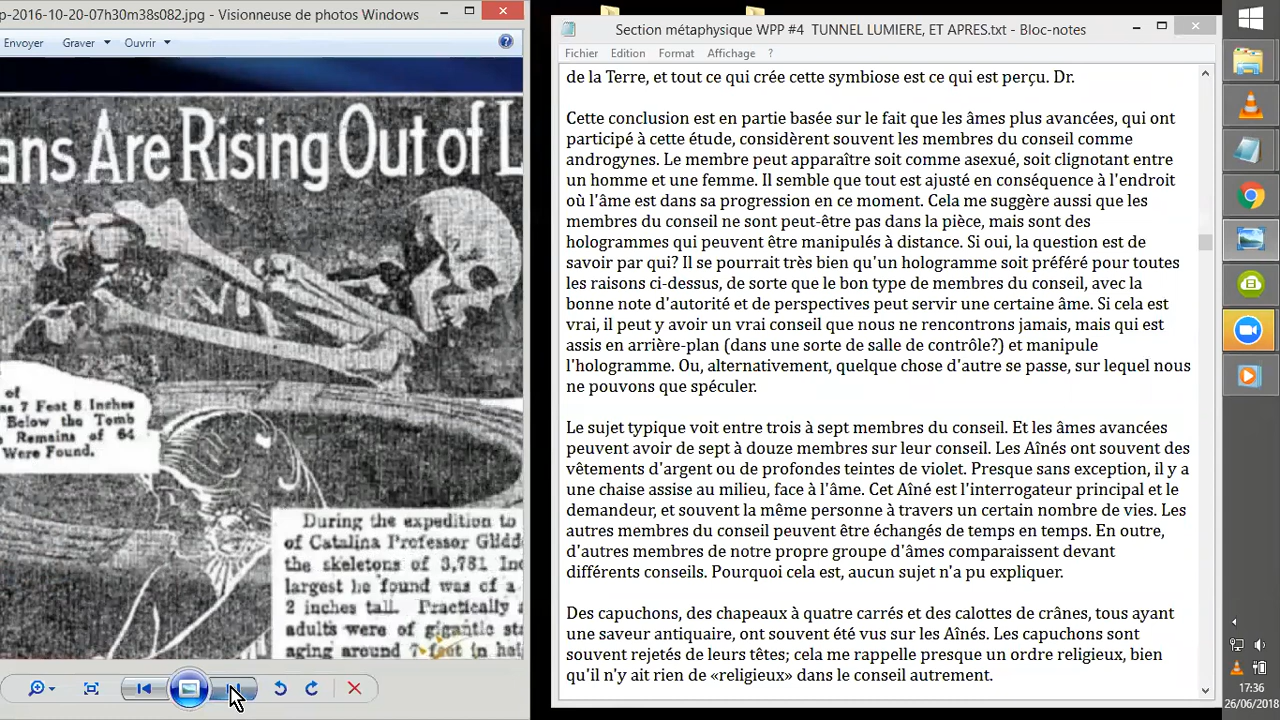 p-2016-10-20_07h30m38s082.jpg - Visionneuse de photos Windows
Envoyer Graver Ouvrir
ans Are Rising Out of L
of
as 7 Feet 8 Inches
Below the Tomb
Remains of 64
Were Found.
During the expedition to
of Catalina Professor Glidd
the skeletons of 3,781 Ind
largest he found was of a
2 inches tall. Practically
adults were of gigantic sta
aging around 7 feet in hei
Section métaphysique WPP #4 TUNNEL LUMIERE, ET APRES.txt - Bloc-notes
Fichier Edition Format Affichage ?
de la Terre, et tout ce qui crée cette symbiose est ce qui est perçu. Dr.
Cette conclusion est en partie basée sur le fait que les âmes plus avancées, qui ont
participé à cette étude, considèrent souvent les membres du conseil comme
androgynes. Le membre peut apparaître soit comme asexué, soit clignotant entre
un homme et une femme. Il semble que tout est ajusté en conséquence à l'endroit
où l'âme est dans sa progression en ce moment. Cela me suggère aussi que les
membres du conseil ne sont peut-être pas dans la pièce, mais sont des
hologrammes qui peuvent être manipulés à distance. Si oui, la question est de
savoir par qui? Il se pourrait très bien qu'un hologramme soit préféré pour toutes
les raisons ci-dessus, de sorte que le bon type de membres du conseil, avec la
bonne note d'autorité et de perspectives peut servir une certaine âme. Si cela est
vrai, il peut y avoir un vrai conseil que nous ne rencontrons jamais, mais qui est
assis en arrière-plan (dans une sorte de salle de contrôle?) et manipule
l'hologramme. Ou, alternativement, quelque chose d'autre se passe, sur lequel nous
ne pouvons que spéculer.
Le sujet typique voit entre trois à sept membres du conseil. Et les âmes avancées
peuvent avoir de sept à douze membres sur leur conseil. Les Aînés ont souvent des
vêtements d'argent ou de profondes teintes de violet. Presque sans exception, il y a
une chaise assise au milieu, face à l'âme. Cet Aîné est l'interrogateur principal et le
demandeur, et souvent la même personne à travers un certain nombre de vies. Les
autres membres du conseil peuvent être échangés de temps en temps. En outre,
d'autres membres de notre propre groupe d'âmes comparaissent devant
différents conseils. Pourquoi cela est, aucun sujet n'a pu expliquer.
Des capuchons, des chapeaux à quatre carrés et des calottes de crânes, tous ayant
une saveur antiquaire, ont souvent été vus sur les Aînés. Les capuchons sont
souvent rejetés de leurs têtes; cela me rappelle presque un ordre religieux, bien
qu'il n'y ait rien de «religieux» dans le conseil autrement.
17:36
26/06/2018